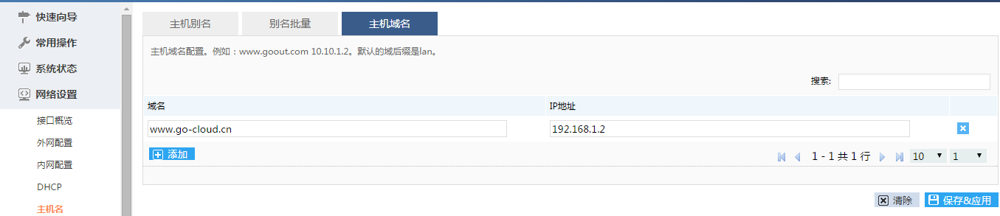 快速向导
常用操作
系统状态
网络设置
接口概览
外网配置
内网配置
DHCP
主机名
主机别名 别名批量 主机域名
主机域名配置。例如：www.goout.com 10.10.1.2。默认的域后缀是lan。
搜索:
域名 IP地址
www.go-cloud.cn 192.168.1.2
添加 1 - 1 共 1 行 10 1
清除 保存&应用